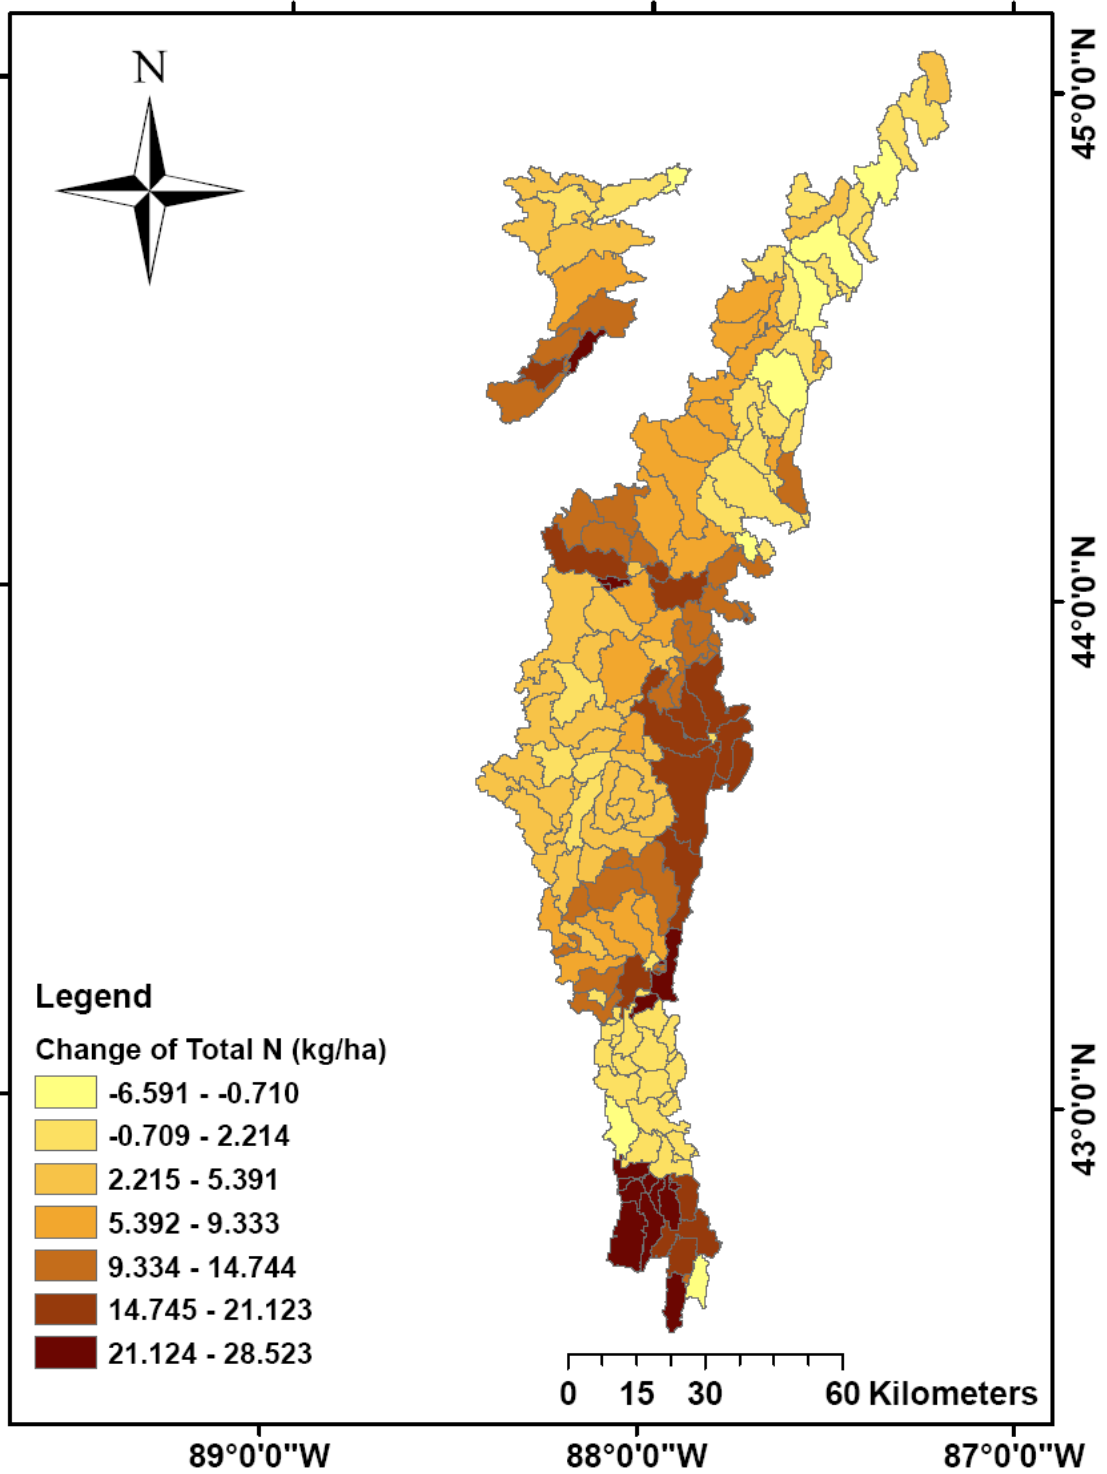 N
45°0'0"N
44°0'0"N
43°0'0"N
Legend
Change of Total N (kg/ha)
-6.591 - -0.710
-0.709 - 2.214
2.215 - 5.391
5.392 - 9.333
9.334 - 14.744
14.745 - 21.123
21.124 - 28.523
0 15 30 60 Kilometers
89°0'0"W 88°0'0"W 87°0'0"W